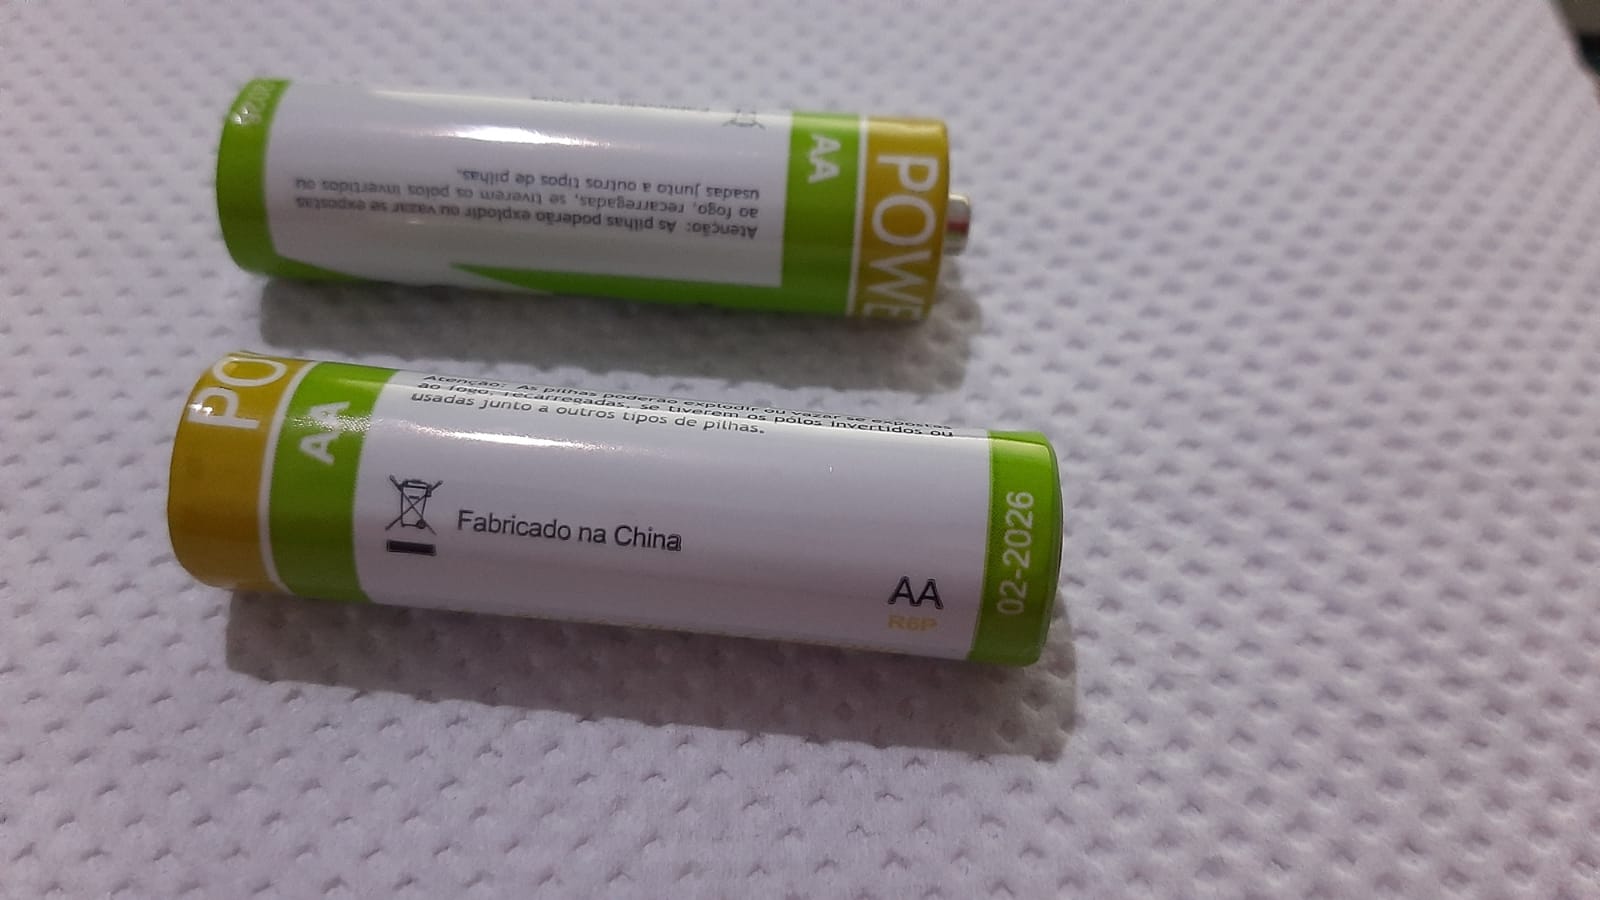 POWE
AA
Atenção: As pilhas poderão explodir ou vazar se expostas
ao fogo, recarregadas, se tiverem os pólos invertidos ou
usadas junto a outros tipos de pilhas.
PO
AA
Atenção: As pilhas poderão explodir ou vazar se expostas
ao fogo, recarregadas, se tiverem os pólos invertidos ou
usadas junto a outros tipos de pilhas.
Fabricado na China
AA
R6P
02-2026